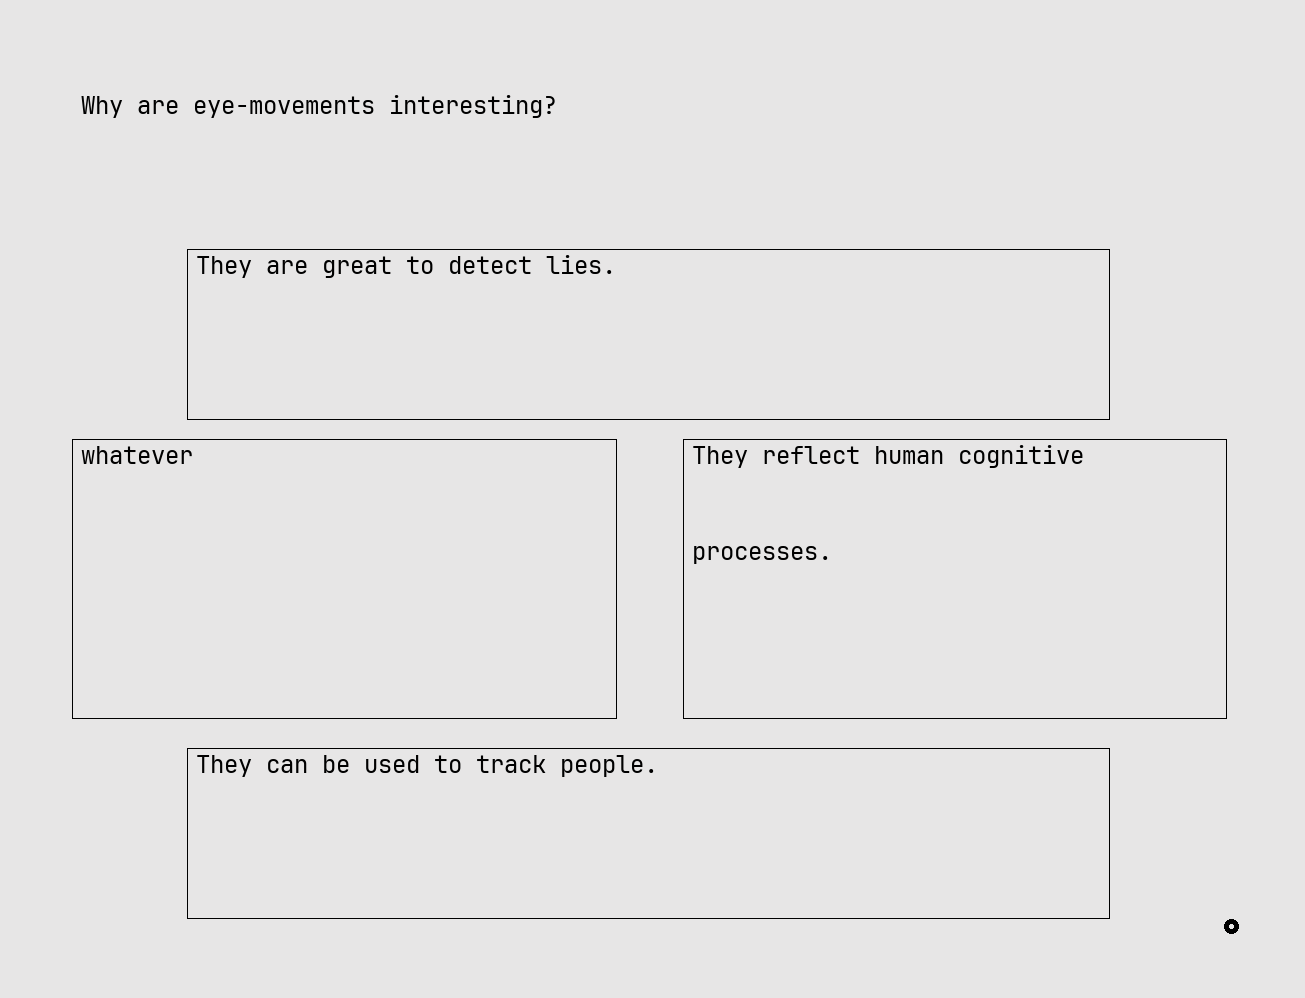 Why are eye-movements interesting?
They are great to detect lies.
whatever
They reflect human cognitive
processes.
They can be used to track people.